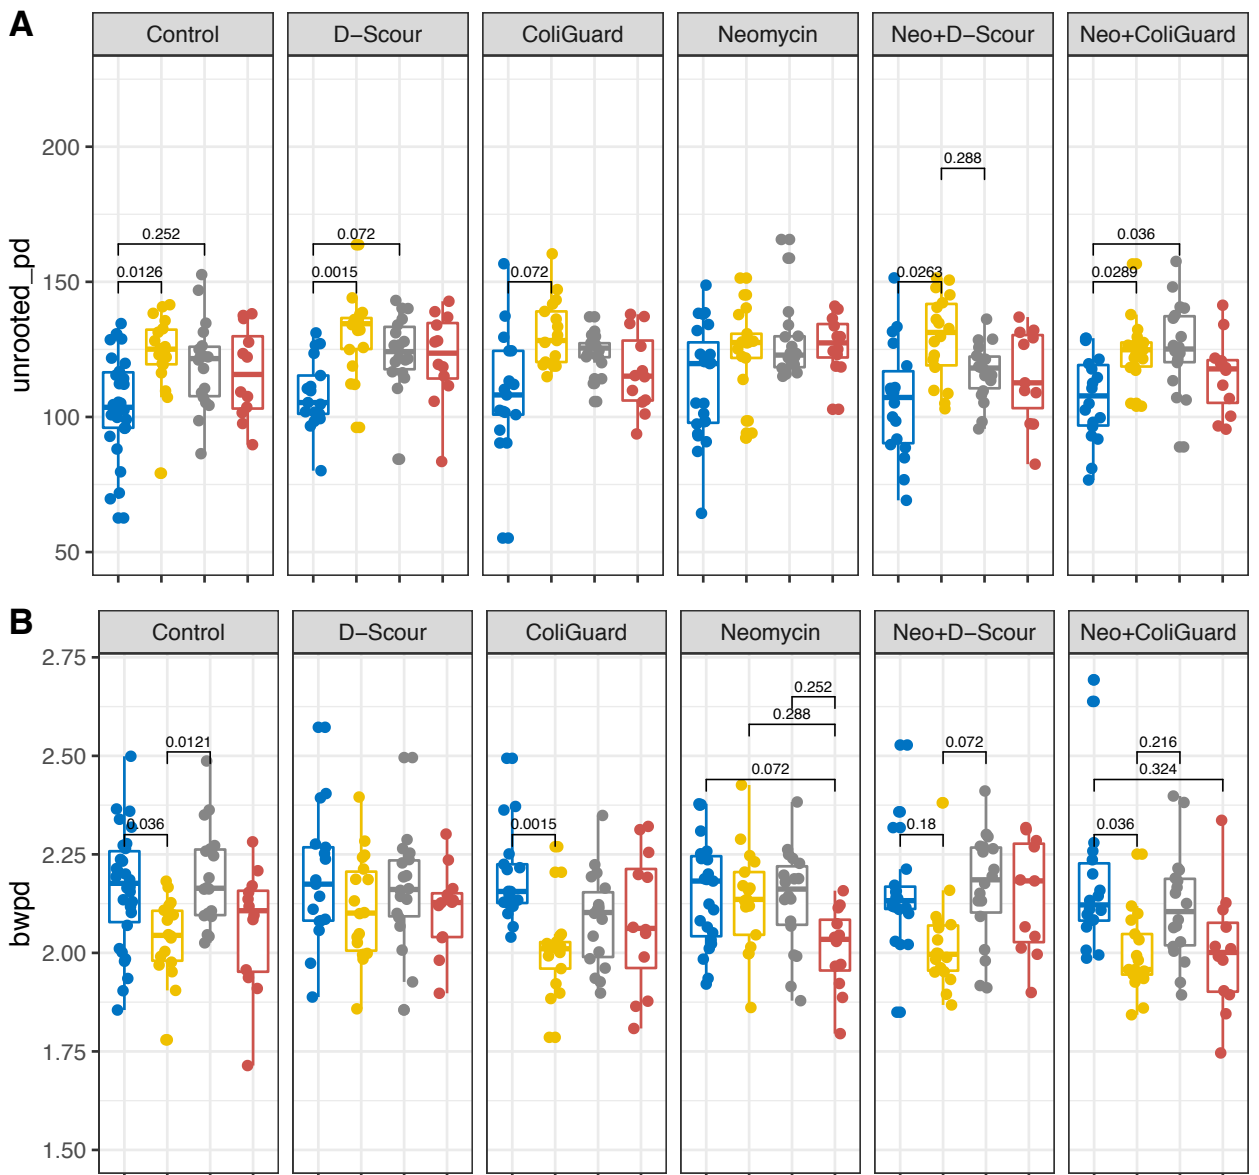 A
Control
D−Scour
ColiGuard
Neomycin
Neo+D−Scour
Neo+ColiGuard
unrooted_pd
200
150
100
50
0.252
0.0126
0.072
0.0015
0.072
0.288
0.0263
0.036
0.0289
B
Control
D−Scour
ColiGuard
Neomycin
Neo+D−Scour
Neo+ColiGuard
bwpd
2.75
2.50
2.25
2.00
1.75
1.50
0.0121
0.036
0.0015
0.252
0.288
0.072
0.072
0.18
0.216
0.324
0.036